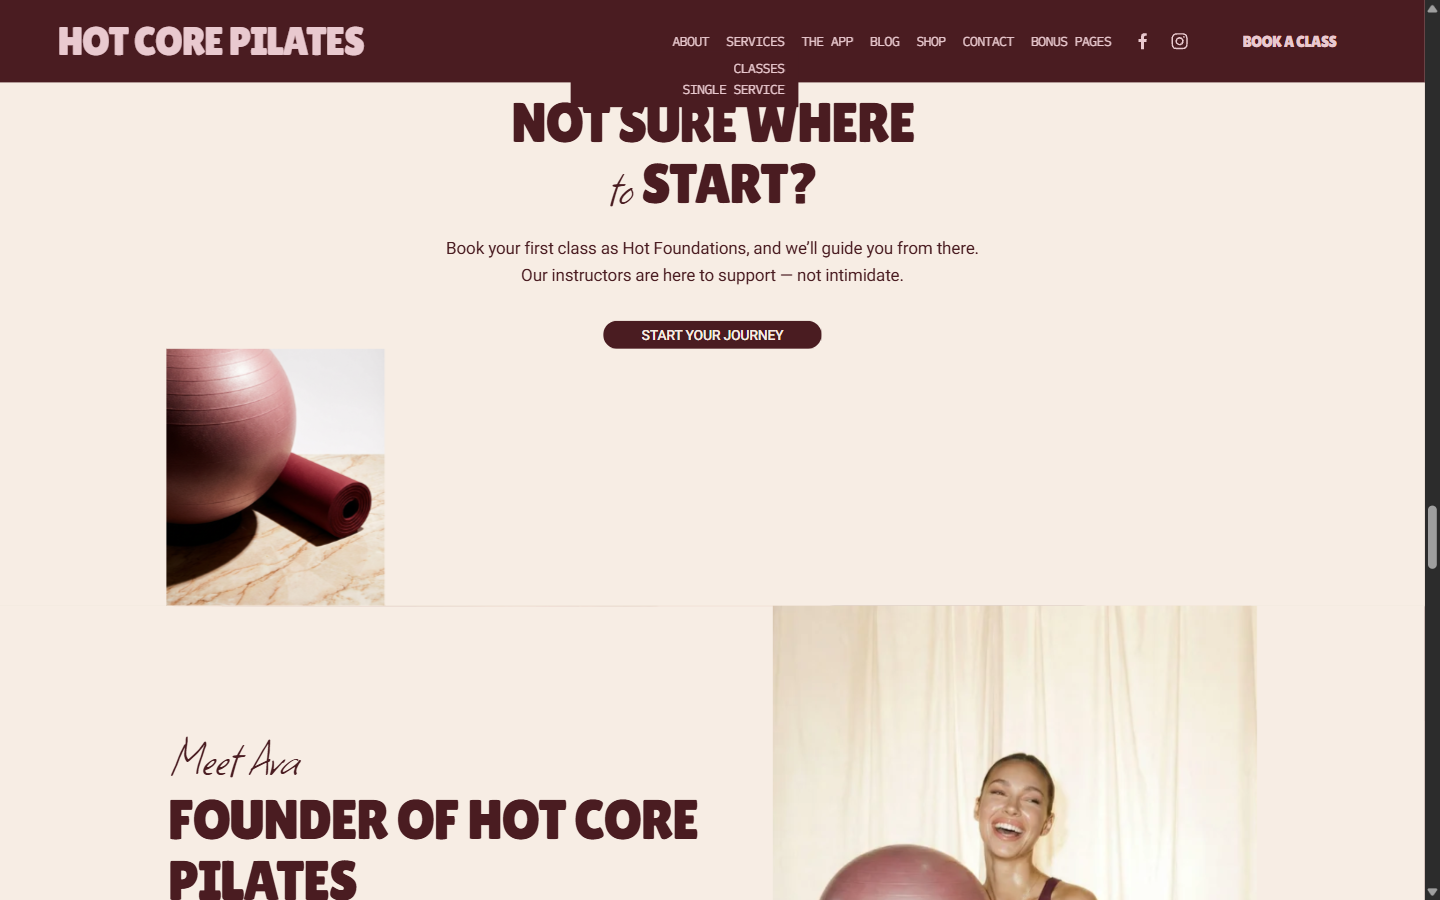 HOT CORE PILATES
ABOUT SERVICES THE APP BLOG SHOP CONTACT BONUS PAGES
BOOK A CLASS
CLASSES
SINGLE SERVICE
NOT SURE WHERE
to START?
Book your first class as Hot Foundations, and we’ll guide you from there.
Our instructors are here to support — not intimidate.
START YOUR JOURNEY
Meet Ava
FOUNDER OF HOT CORE
PILATES